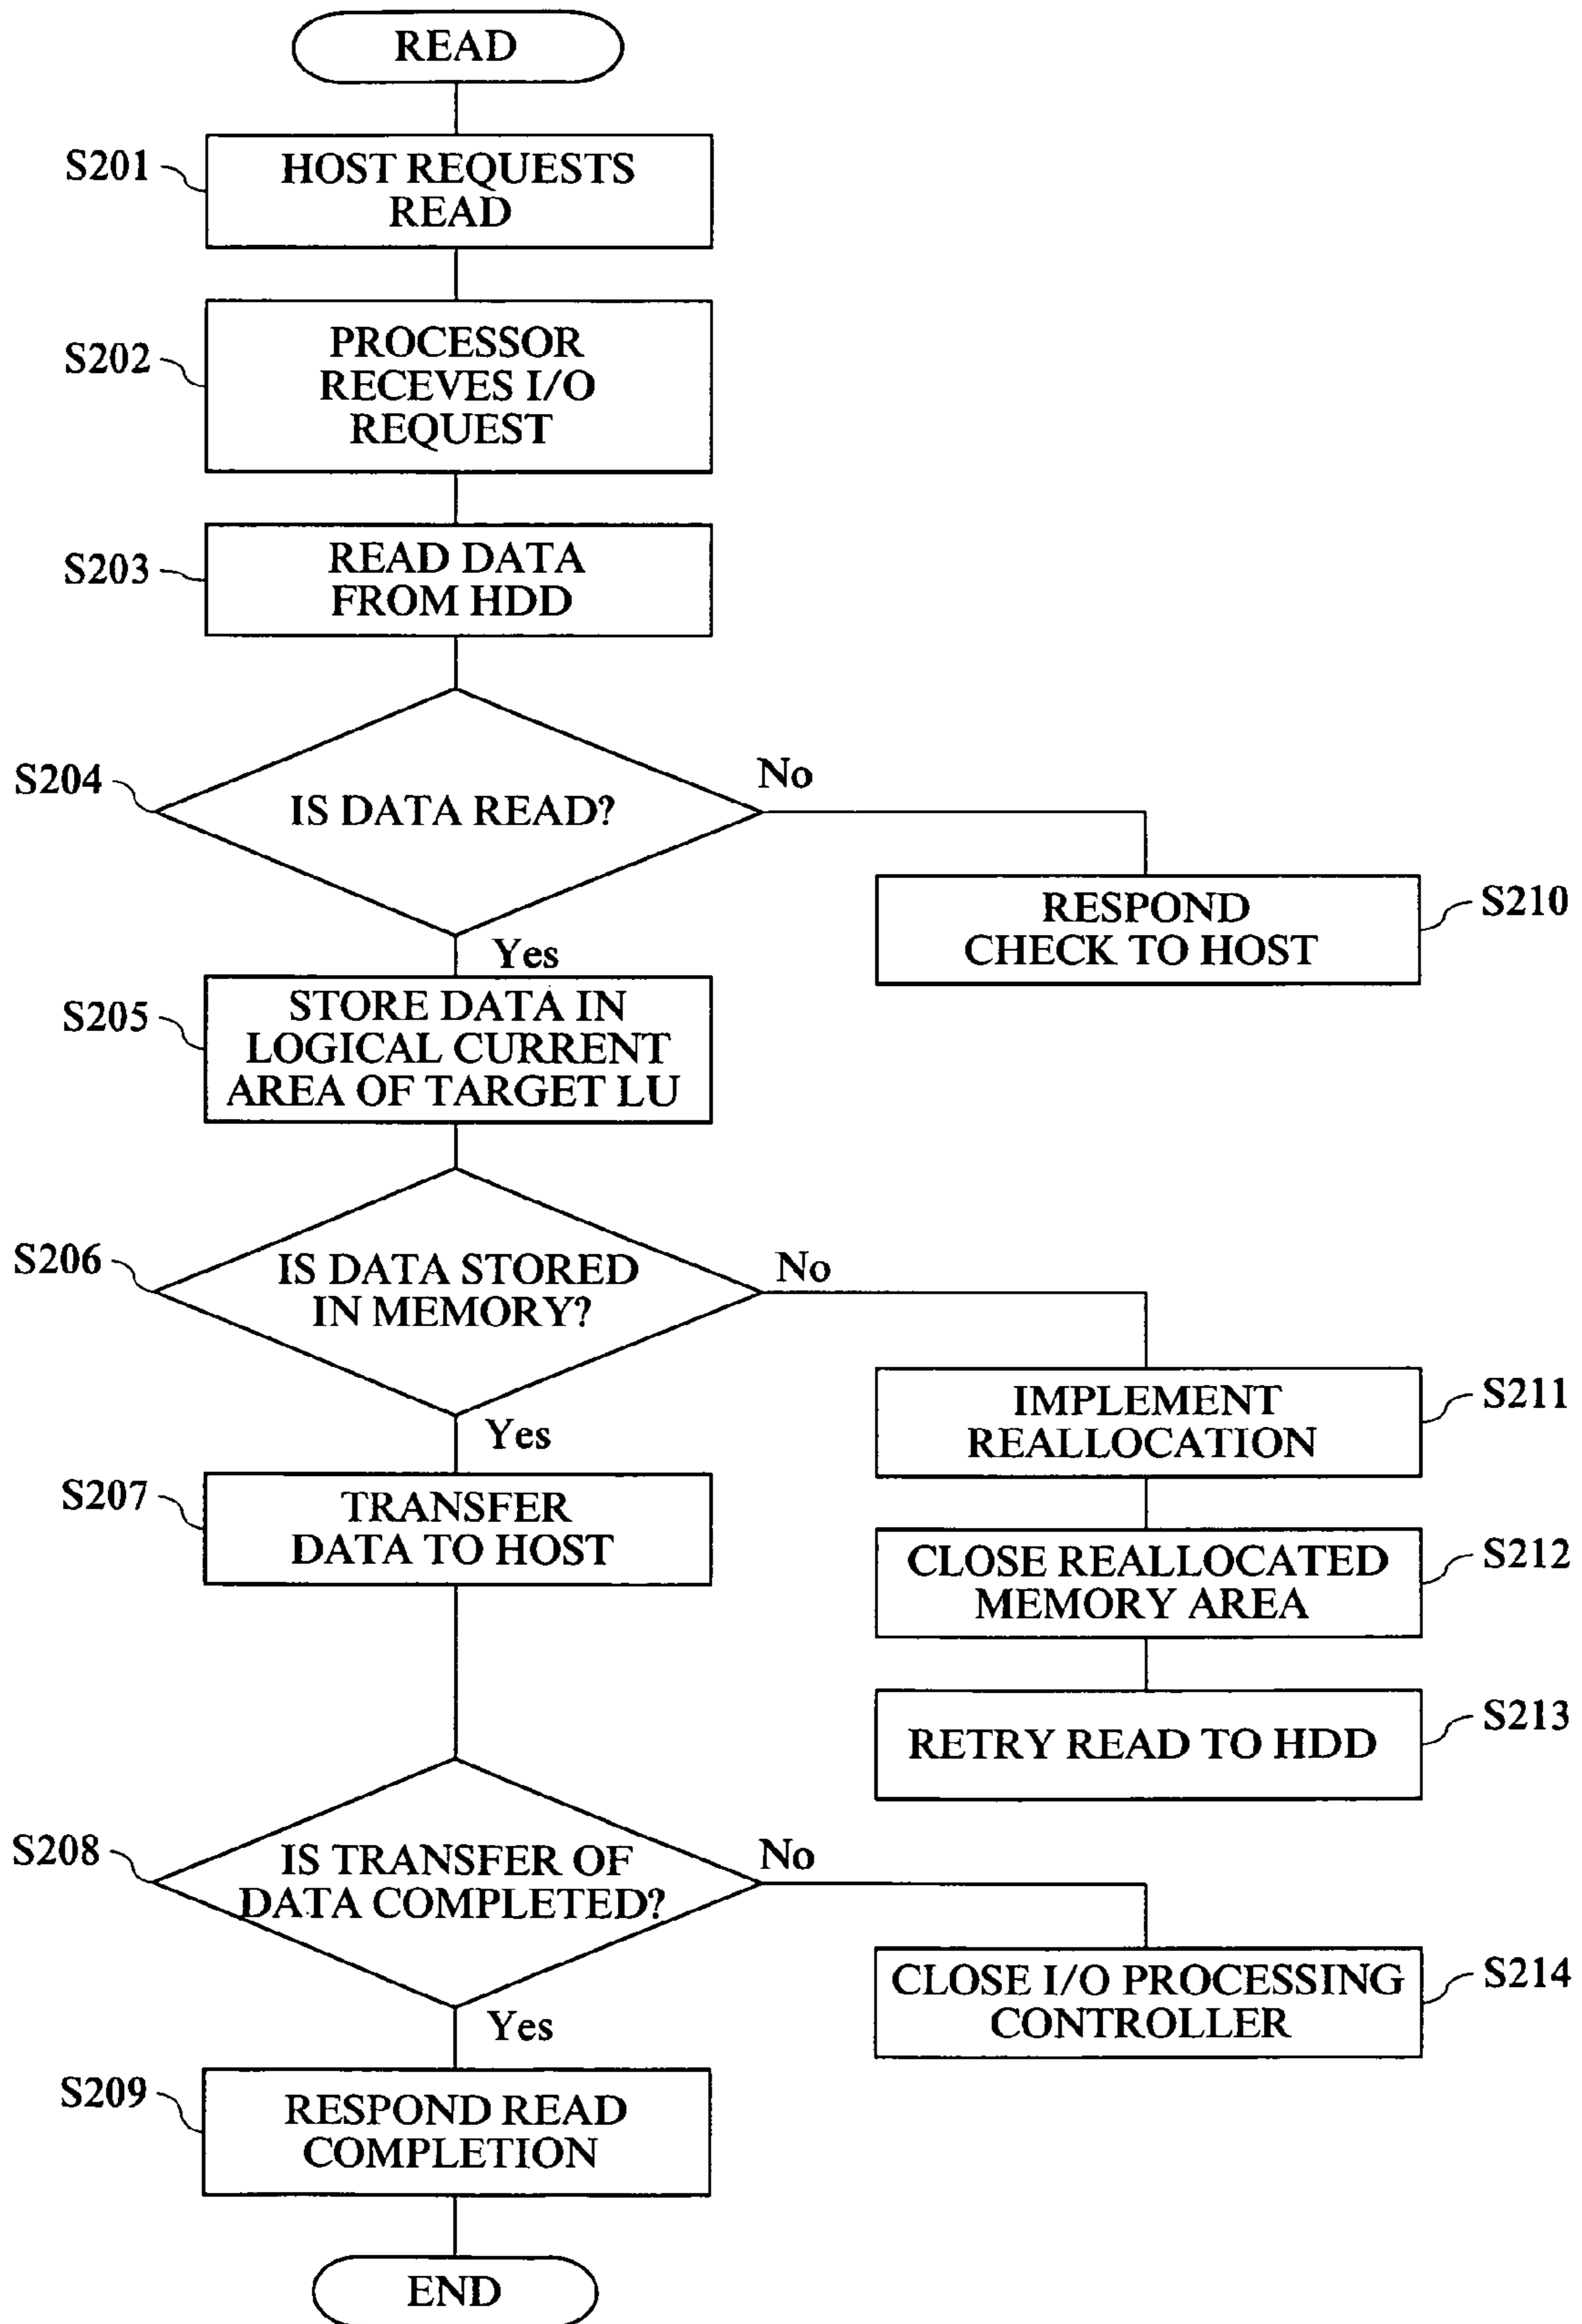 READ
S201
HOST REQUESTS
READ
S202
PROCESSOR
RECEVES I/O
REQUEST
S203
READ DATA
FROM HDD
S204
IS DATA READ?
No
Yes
S210
RESPOND
CHECK TO HOST
S205
STORE DATA IN
LOGICAL CURRENT
AREA OF TARGET LU
S206
IS DATA STORED
IN MEMORY?
No
Yes
S211
IMPLEMENT
REALLOCATION
S207
TRANSFER
DATA TO HOST
S212
CLOSE REALLOCATED
MEMORY AREA
S213
RETRY READ TO HDD
S208
IS TRANSFER OF
DATA COMPLETED?
No
Yes
S214
CLOSE I/O PROCESSING
CONTROLLER
S209
RESPOND READ
COMPLETION
END